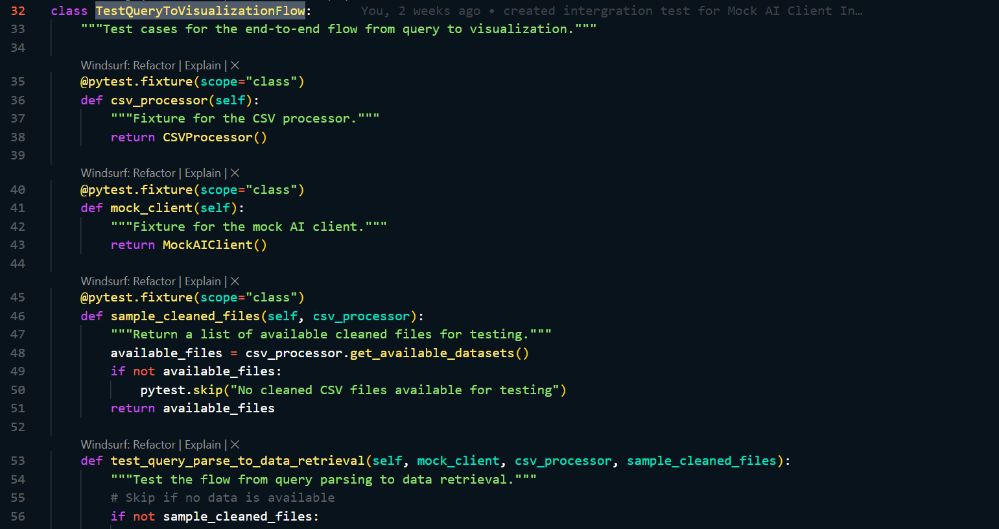 32 class TestQueryToVisualizationFlow: You, 2 weeks ago • created intergration test for Mock AI Client In…
33 """Test cases for the end-to-end flow from query to visualization."""
34
Windsurf: Refactor | Explain | ✕
35 @pytest.fixture(scope="class")
36 def csv_processor(self):
37 """Fixture for the CSV processor."""
38 return CSVProcessor()
39
Windsurf: Refactor | Explain | ✕
40 @pytest.fixture(scope="class")
41 def mock_client(self):
42 """Fixture for the mock AI client."""
43 return MockAIClient()
44
Windsurf: Refactor | Explain | ✕
45 @pytest.fixture(scope="class")
46 def sample_cleaned_files(self, csv_processor):
47 """Return a list of available cleaned files for testing."""
48 available_files = csv_processor.get_available_datasets()
49 if not available_files:
50 pytest.skip("No cleaned CSV files available for testing")
51 return available_files
52
Windsurf: Refactor | Explain | ✕
53 def test_query_parse_to_data_retrieval(self, mock_client, csv_processor, sample_cleaned_files):
54 """Test the flow from query parsing to data retrieval."""
55 # Skip if no data is available
56 if not sample_cleaned_files: